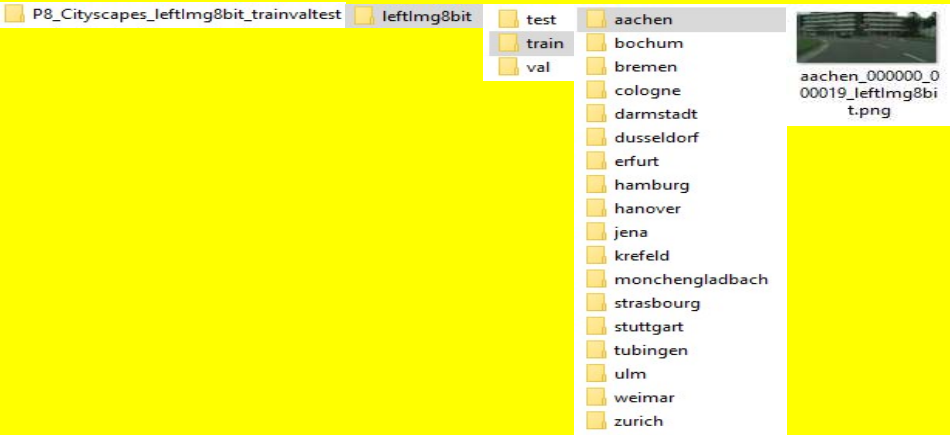 P8_Cityscapes_leftImg8bit_trainvaltest
leftImg8bit
test
train
val
aachen
bochum
bremen
cologne
darmstadt
dusseldorf
erfurt
hamburg
hanover
jena
krefeld
monchengladbach
strasbourg
stuttgart
tubingen
ulm
weimar
zurich
aachen_000000_0
00019_leftImg8bi
t.png